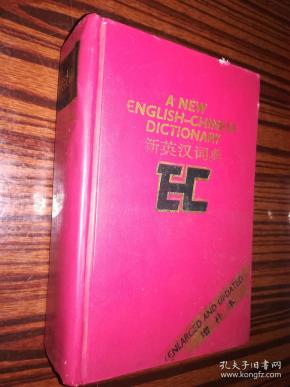 A NEW
ENGLISH-CHINESE
DICTIONARY
新英汉词典
E-C
(ENLARGED AND UPDATED)
增补本
孔夫子旧书网